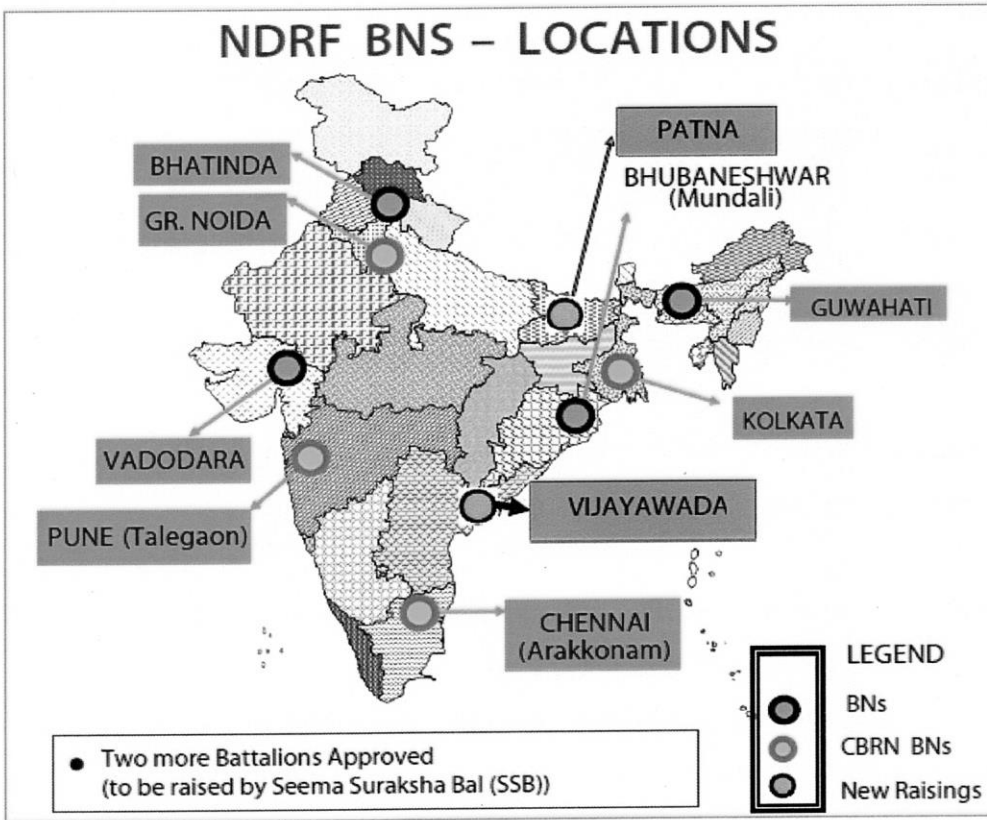 NDRF BNS – LOCATIONS
PATNA
BHATINDA
BHUBANESHWAR
(Mundali)
GR. NOIDA
GUWAHATI
KOLKATA
VADODARA
VIJAYAWADA
PUNE (Talegaon)
CHENNAI
(Arakkonam)
LEGEND
BNs
CBRN BNs
New Raisings
• Two more Battalions Approved
(to be raised by Seema Suraksha Bal (SSB))